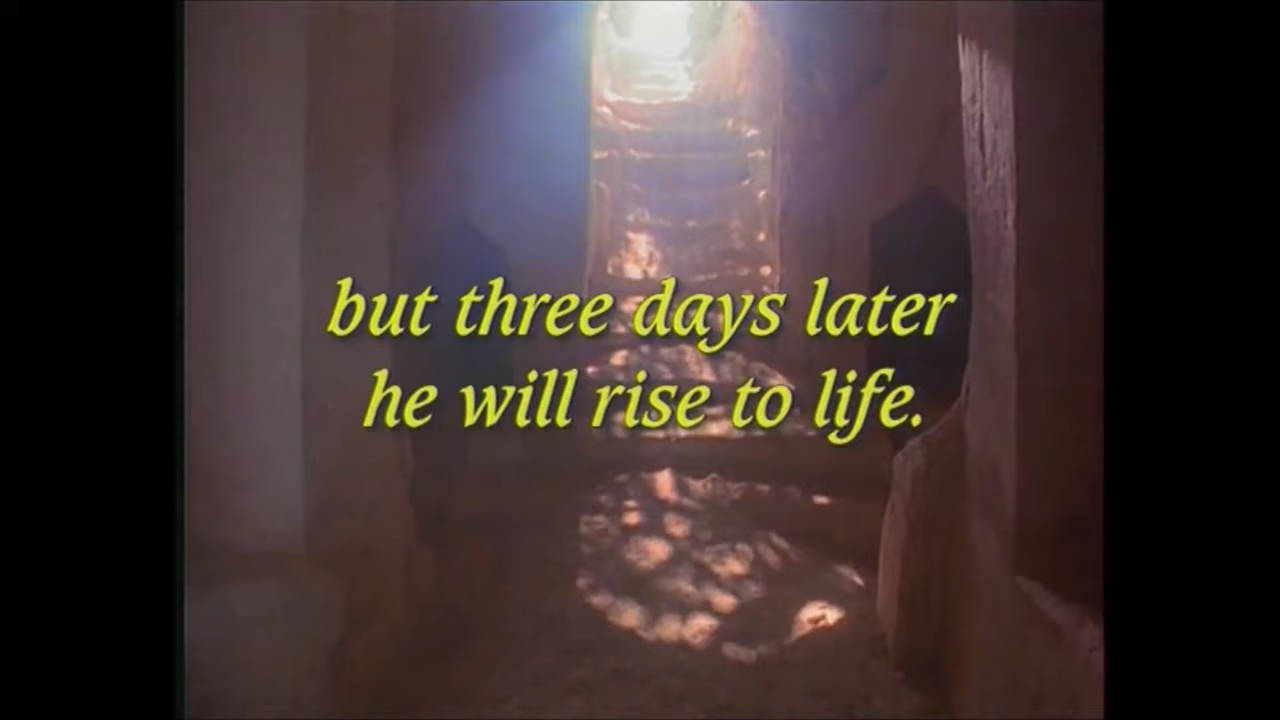 but three days later
he will rise to life.